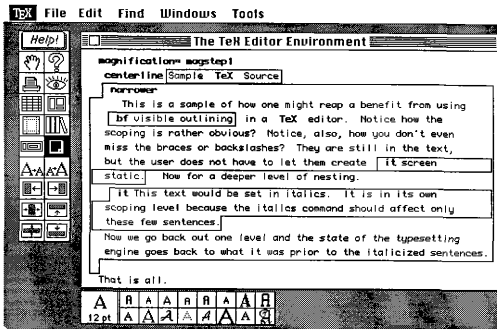 TEX File Edit Find Windows Tools
Help!
The TeX Editor Environment
magnification= magstep1
centerline Sample TeX Source
narrower
This is a sample of how one might reap a benefit from using
bf visible outlining in a TeX editor. Notice how the
scoping is rather obvious? Notice, also, how you don't even
miss the braces or backslashes? They are still in the text,
but the user does not have to let them create it screen
static. Now for a deeper level of nesting.
it This text would be set in italics. It is in its own
scoping level because the italics command should affect only
these few sentences.
Now we go back out one level and the state of the typesetting
engine goes back to what it was prior to the italicized sentences.
That is all.
A A A A A A A A
12 pt A A A A A A A